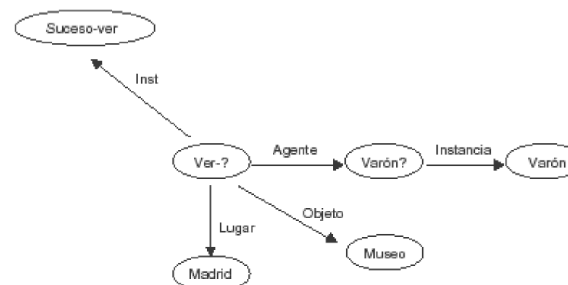 Suceso-ver
Inst
Agente
Instancia
Ver-?
Varón?
Varón
Objeto
Lugar
Museo
Madrid